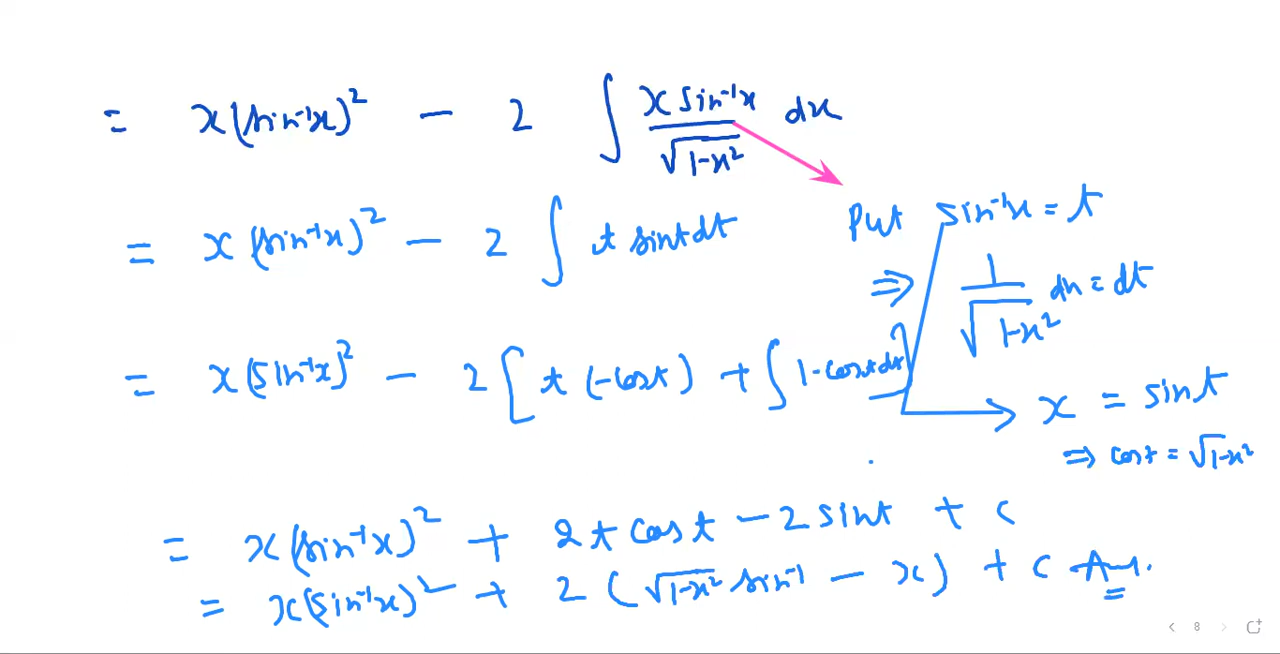 = x(sin⁻¹x)² - 2 ∫ x sin⁻¹x / √(1-x²) dx
= x(sin⁻¹x)² - 2 ∫ t sint dt
Put sin⁻¹x = t
⇒ 1/√(1-x²) dx = dt
= x(sin⁻¹x)² - 2 [ t (-cost) + ∫ 1-cost dt ]
→ x = sint
⇒ cost = √(1-x²)
= x(sin⁻¹x)² + 2t cost - 2 sint + c
= x(sin⁻¹x)² + 2 (√(1-x²) sin⁻¹ - x) + c Ans.
< 8 >